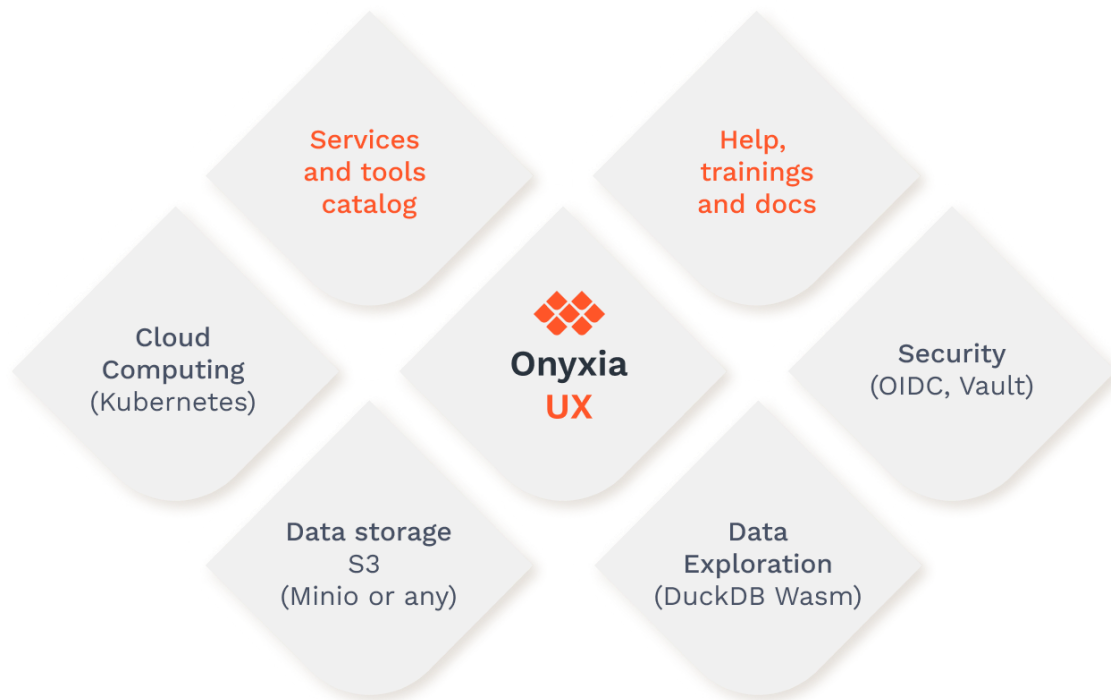 Services
and tools
catalog
Help,
trainings
and docs
Cloud
Computing
(Kubernetes)
Onyxia
UX
Security
(OIDC, Vault)
Data storage
S3
(Minio or any)
Data
Exploration
(DuckDB Wasm)